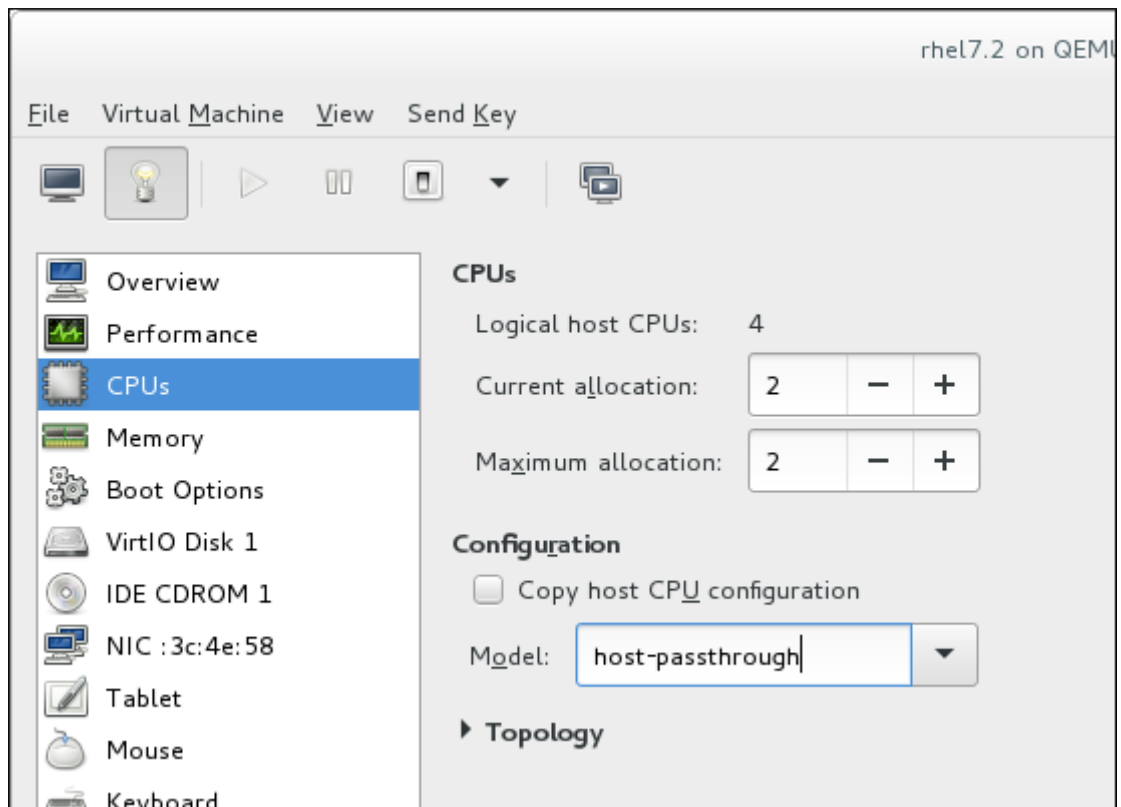 rhel7.2 on QEMU
File Virtual Machine View Send Key
Overview
Performance
CPUs
Memory
Boot Options
VirtIO Disk 1
IDE CDROM 1
NIC :3c:4e:58
Tablet
Mouse
Keyboard
CPUs
Logical host CPUs: 4
Current allocation: 2 − +
Maximum allocation: 2 − +
Configuration
Copy host CPU configuration
Model: host-passthrough
Topology